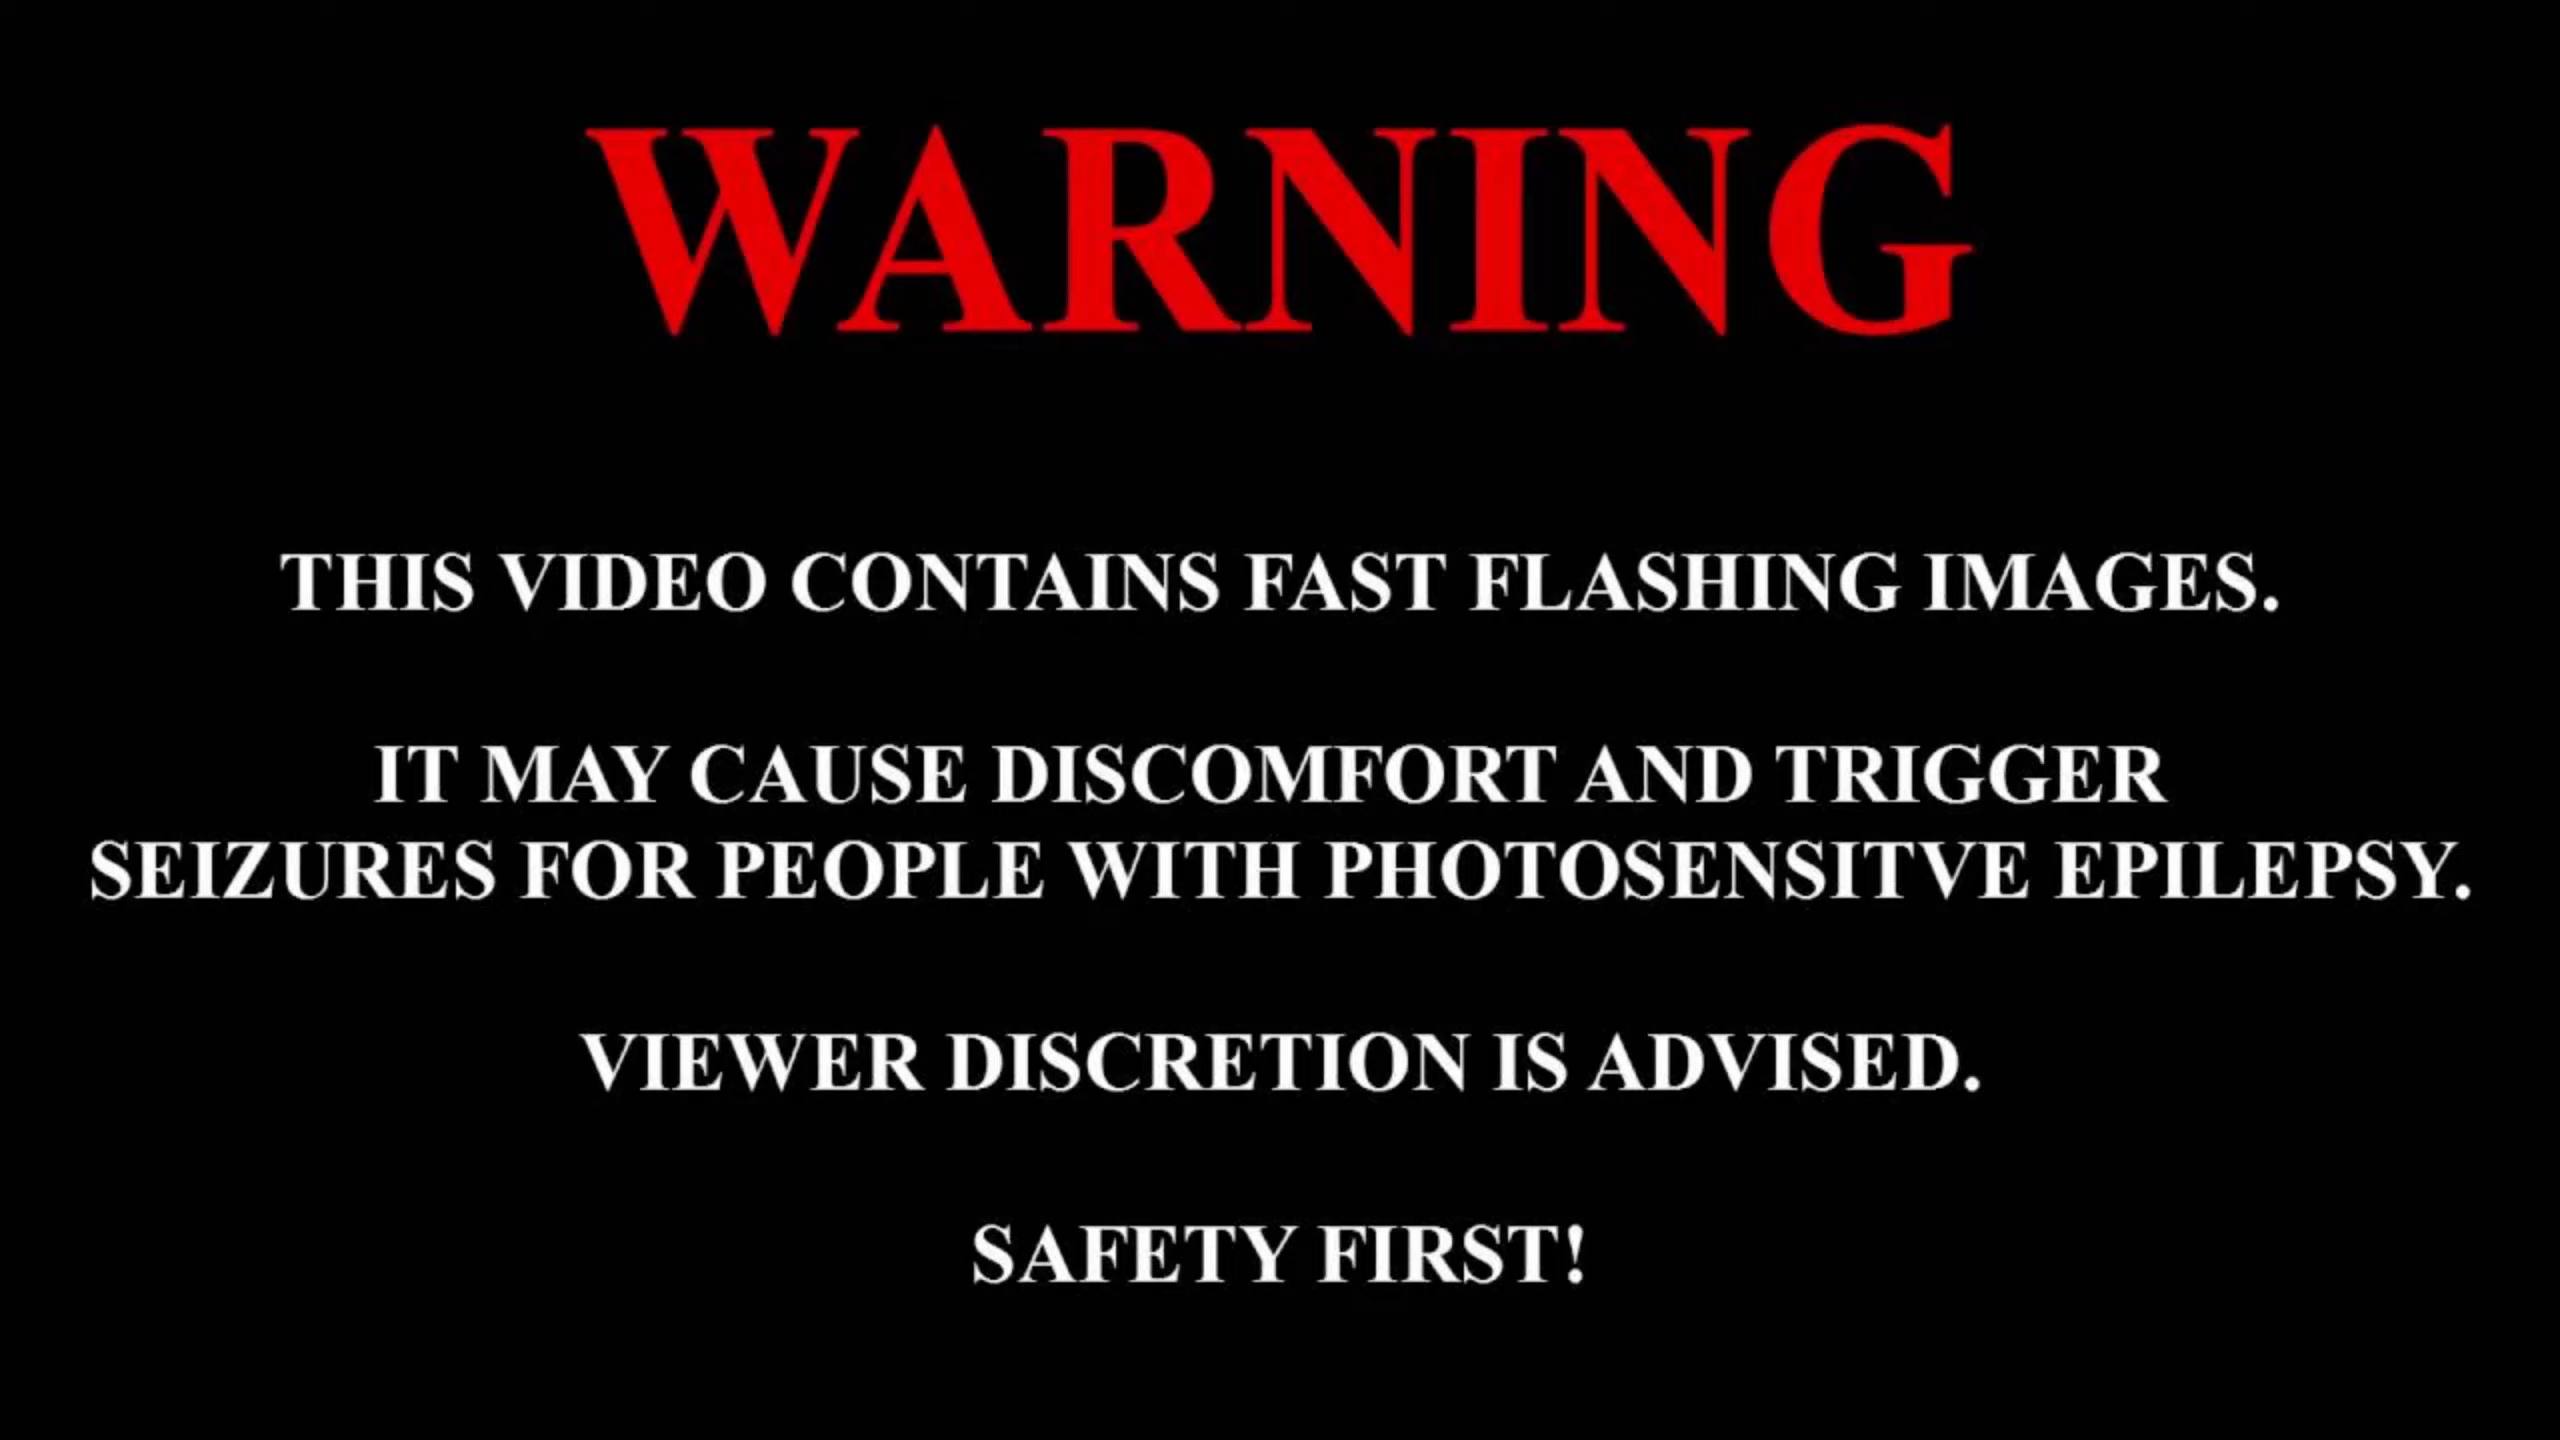 WARNING
THIS VIDEO CONTAINS FAST FLASHING IMAGES.
IT MAY CAUSE DISCOMFORT AND TRIGGER
SEIZURES FOR PEOPLE WITH PHOTOSENSITVE EPILEPSY.
VIEWER DISCRETION IS ADVISED.
SAFETY FIRST!